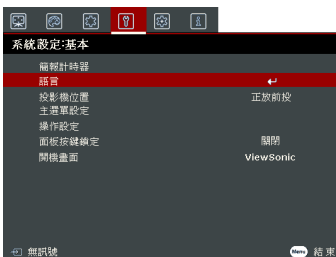 系統設定:基本
簡報計時器
語言
投影機位置 正放前投
主選單設定
操作設定
面板按鍵鎖定 關閉
開機畫面 ViewSonic
無訊號 Menu 結束